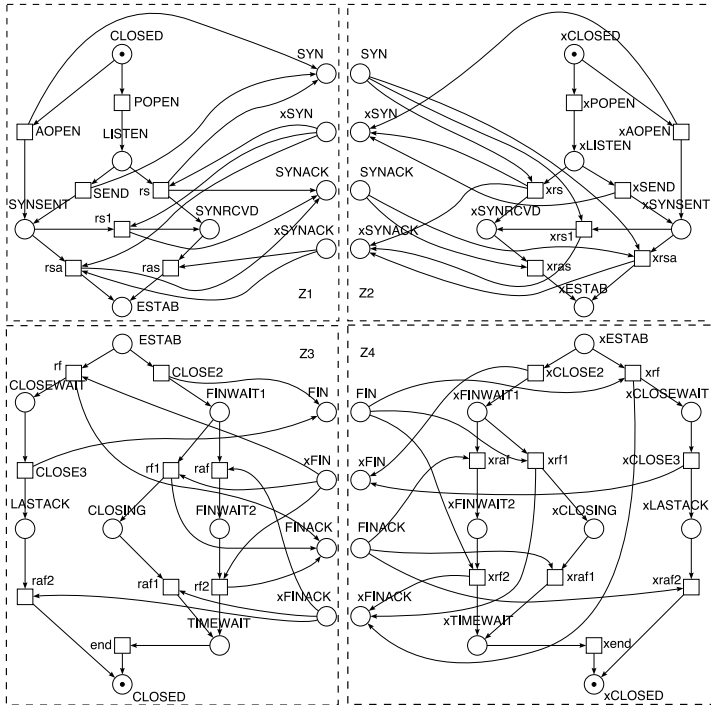 CLOSED
SYN
POPEN
AOPEN
LISTEN
xSYN
SEND
rs
SYNACK
SYNSENT
rs1
SYNRCVD
xSYNACK
rsa
ras
ESTAB
Z1
SYN
xCLOSED
xSYN
xPOPEN
xAOPEN
xLISTEN
SYNACK
xrs
xSEND
xSYNSENT
xSYNRCVD
xrs1
xSYNACK
xras
xrsa
xESTAB
Z2
ESTAB
Z3
rf
CLOSE2
CLOSEWAIT
FINWAIT1
FIN
rf1
raf
xFIN
CLOSE3
LASTACK
CLOSING
FINWAIT2
FINACK
raf1
rf2
raf2
xFINACK
TIMEWAIT
end
CLOSED
Z4
xESTAB
xCLOSE2
xrf
FIN
xFINWAIT1
xCLOSEWAIT
xraf
xrf1
xCLOSE3
xFIN
xFINWAIT2
xCLOSING
xLASTACK
FINACK
xrf2
xraf1
xraf2
xFINACK
xTIMEWAIT
xend
xCLOSED